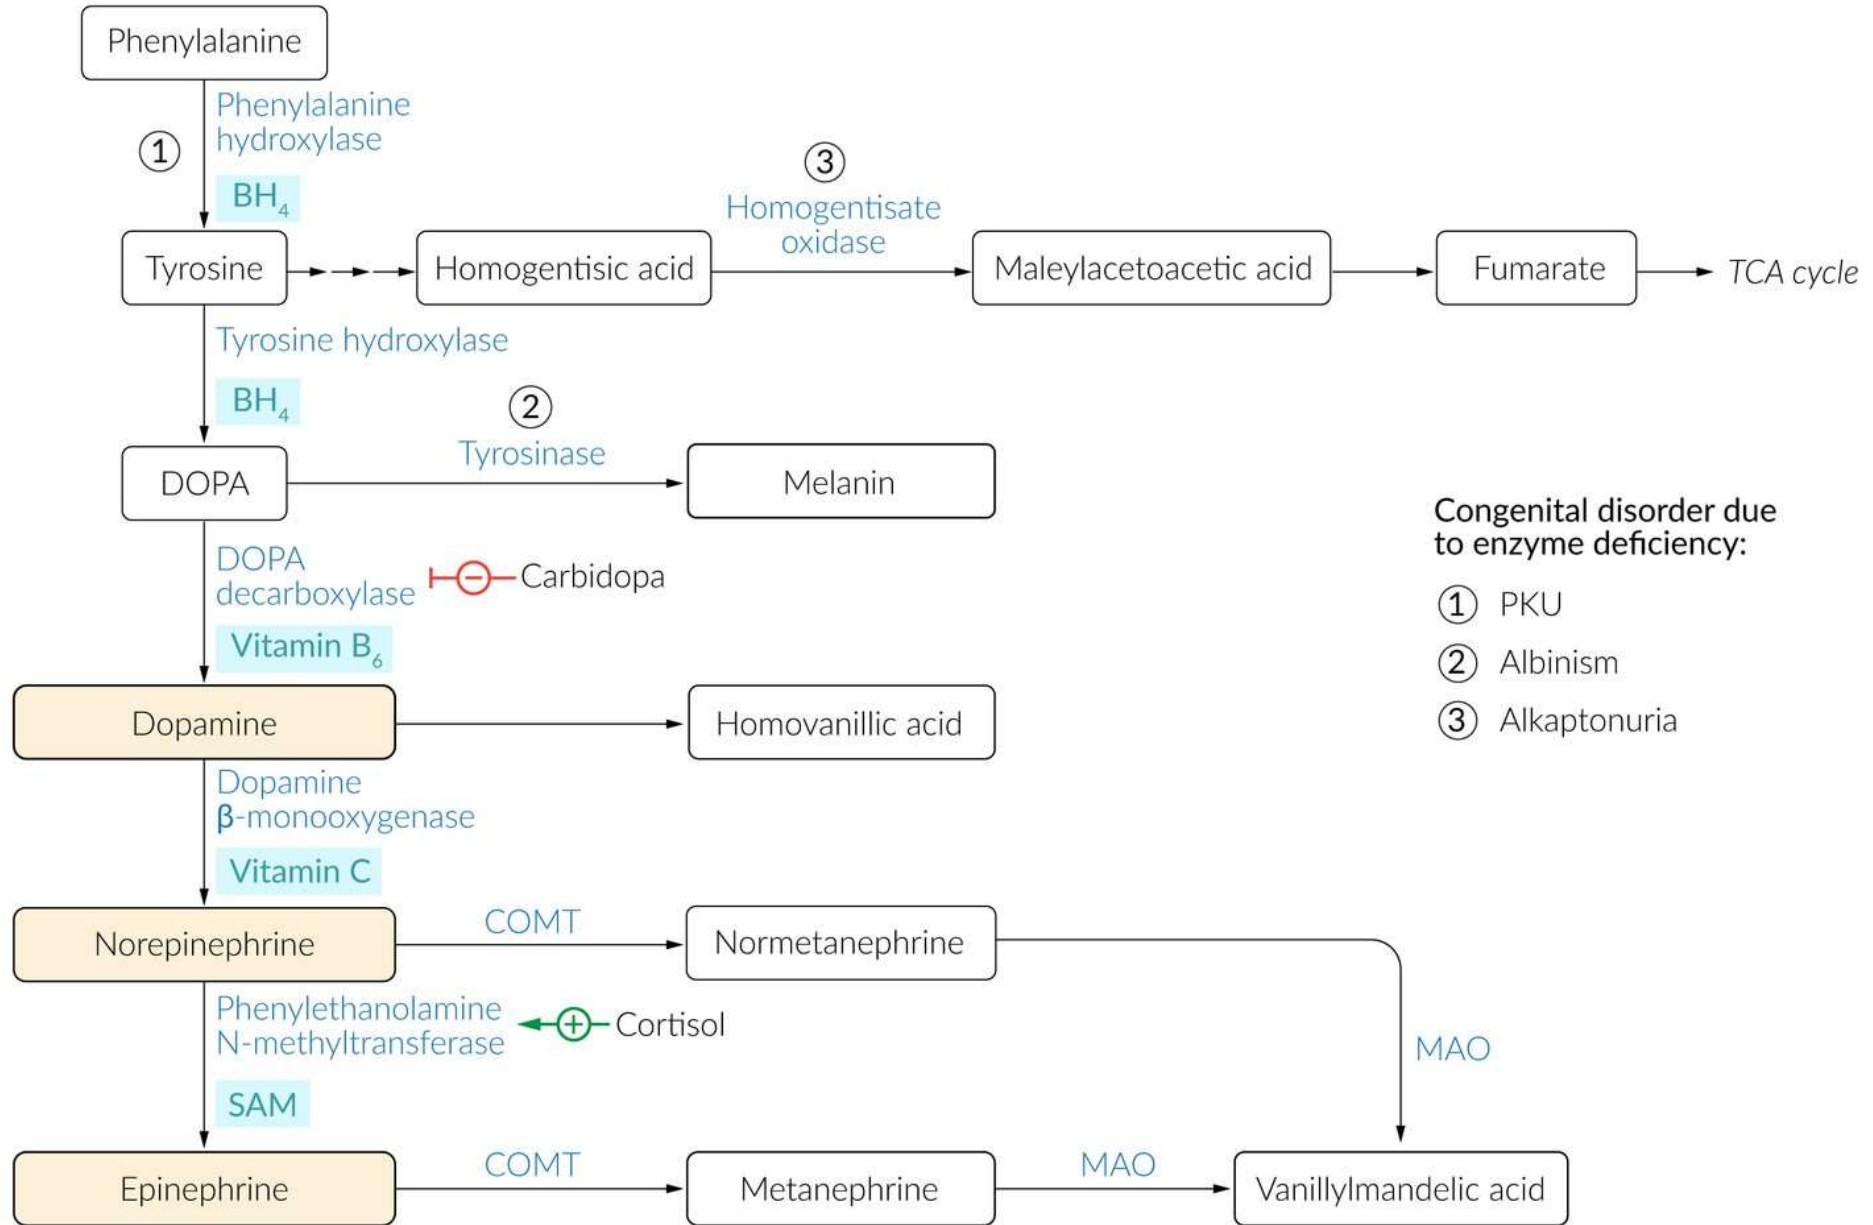 Phenylalanine
Phenylalanine
hydroxylase
1
BH₄
3
Homogentisate
oxidase
Tyrosine
Homogentisic acid
Maleylacetoacetic acid
Fumarate
TCA cycle
Tyrosine hydroxylase
BH₄
2
Tyrosinase
DOPA
Melanin
Congenital disorder due
to enzyme deficiency:
1 PKU
2 Albinism
3 Alkaptonuria
DOPA
decarboxylase
Carbidopa
Vitamin B₆
Dopamine
Homovanillic acid
Dopamine
β-monooxygenase
Vitamin C
Norepinephrine
COMT
Normetanephrine
Phenylethanolamine
N-methyltransferase
+ Cortisol
MAO
SAM
Epinephrine
COMT
Metanephrine
MAO
Vanillylmandelic acid